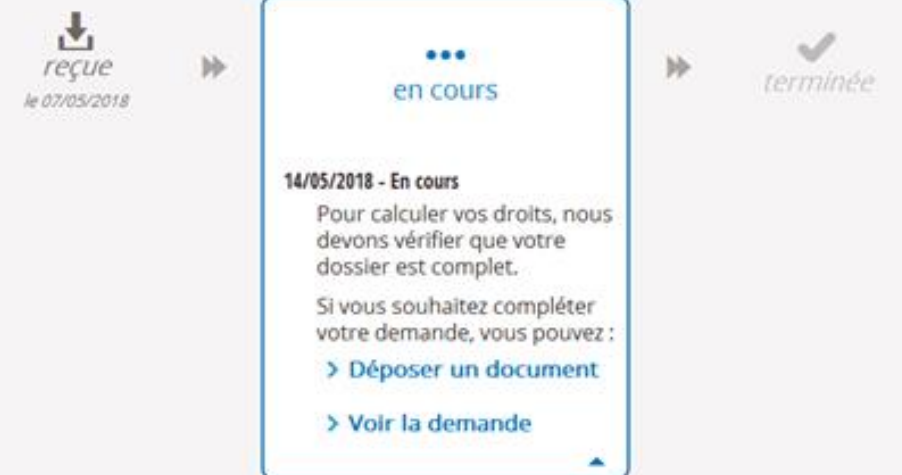 reçue
le 07/05/2018
en cours
terminée
14/05/2018 - En cours
Pour calculer vos droits, nous
devons vérifier que votre
dossier est complet.
Si vous souhaitez compléter
votre demande, vous pouvez :
> Déposer un document
> Voir la demande